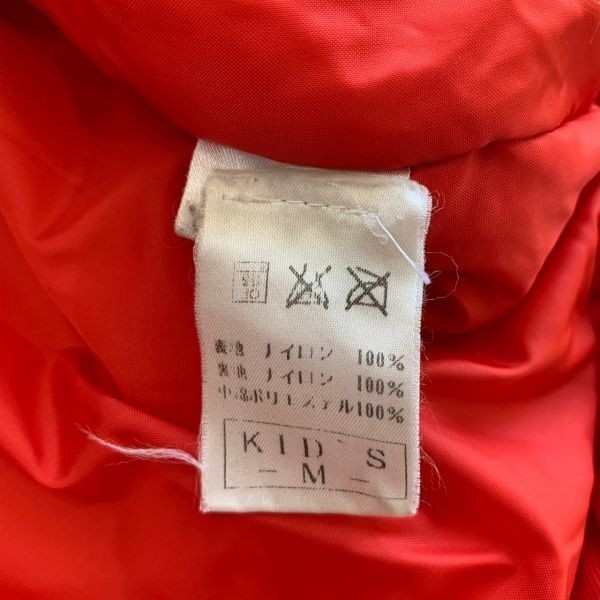 表地 ナイロン 100%
裏地 ナイロン 100%
中綿ポリエステル100%
KID'S
- M -